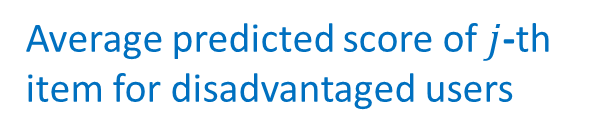 Average predicted score of j-th
item for disadvantaged users